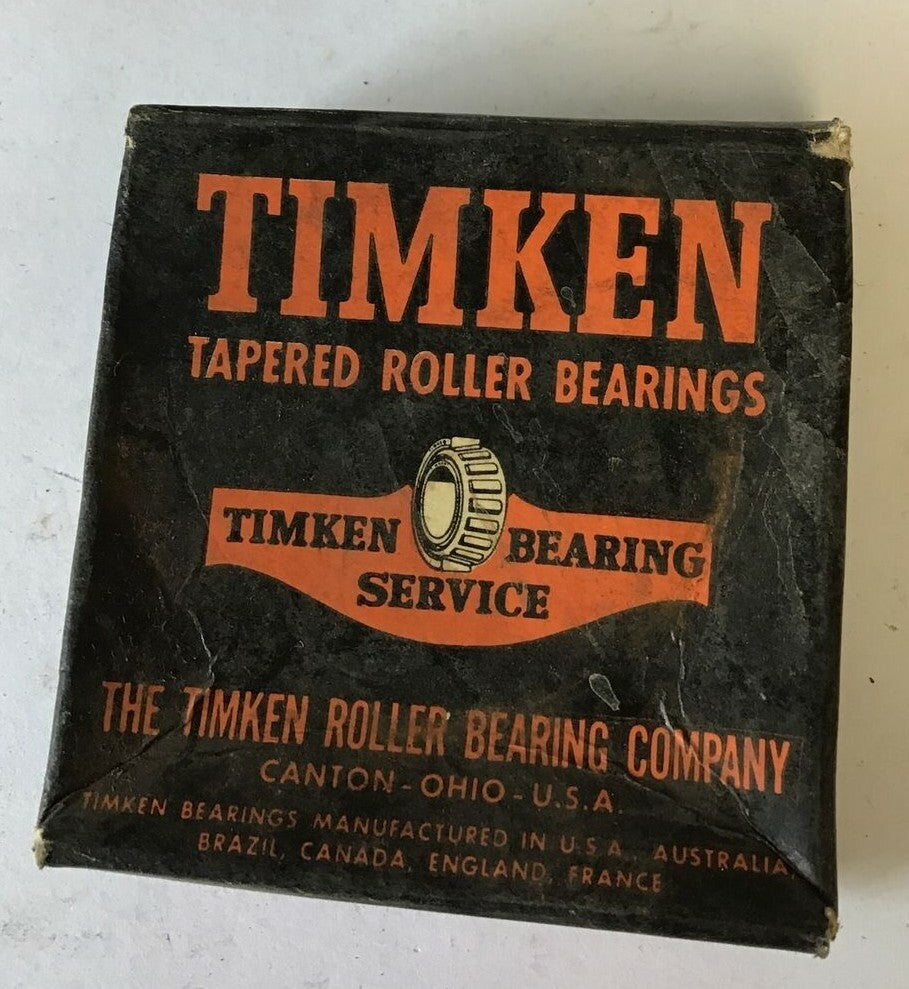 TIMKEN
TAPERED ROLLER BEARINGS
TIMKEN BEARING
SERVICE
THE TIMKEN ROLLER BEARING COMPANY
CANTON - OHIO - U.S.A.
TIMKEN BEARINGS MANUFACTURED IN U.S.A., AUSTRALIA,
BRAZIL, CANADA, ENGLAND, FRANCE